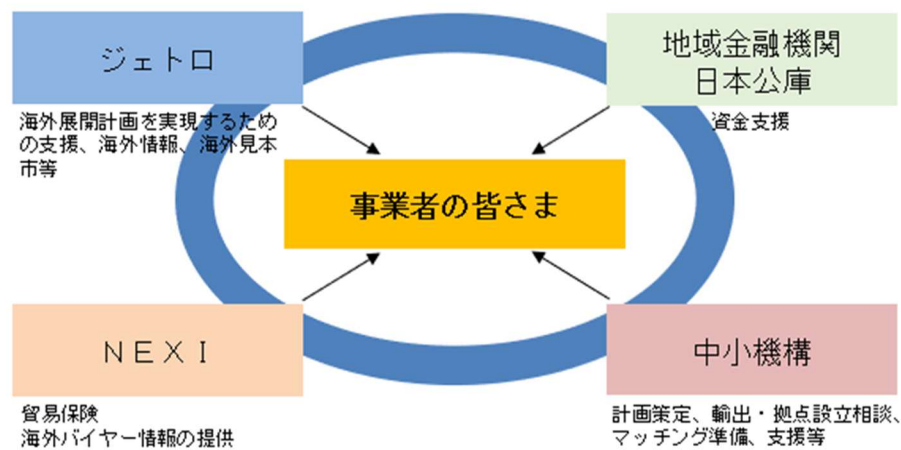 ジェトロ
海外展開計画を実現するため
の支援、海外情報、海外見本
市等
地域金融機関
日本公庫
資金支援
事業者の皆さま
ＮＥＸＩ
貿易保険
海外バイヤー情報の提供
中小機構
計画策定、輸出・拠点設立相談、
マッチング準備、支援等